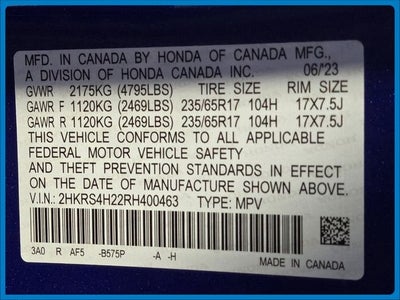 MFD. IN CANADA BY HONDA OF CANADA MFG.,
A DIVISION OF HONDA CANADA INC. 06/23
GVWR 2175KG (4795LBS) TIRE SIZE RIM SIZE
GAWR F 1120KG (2469LBS) 235/65R17 104H 17X7.5J
GAWR R 1120KG (2469LBS) 235/65R17 104H 17X7.5J
THIS VEHICLE CONFORMS TO ALL APPLICABLE
FEDERAL MOTOR VEHICLE SAFETY
AND THEFT PREVENTION STANDARDS IN EFFECT
ON THE DATE OF MANUFACTURE SHOWN ABOVE.
V.I.N.: 2HKRS4H22RH400463 TYPE: MPV
3A0 R AF5 -B575P -A -H
MADE IN CANADA